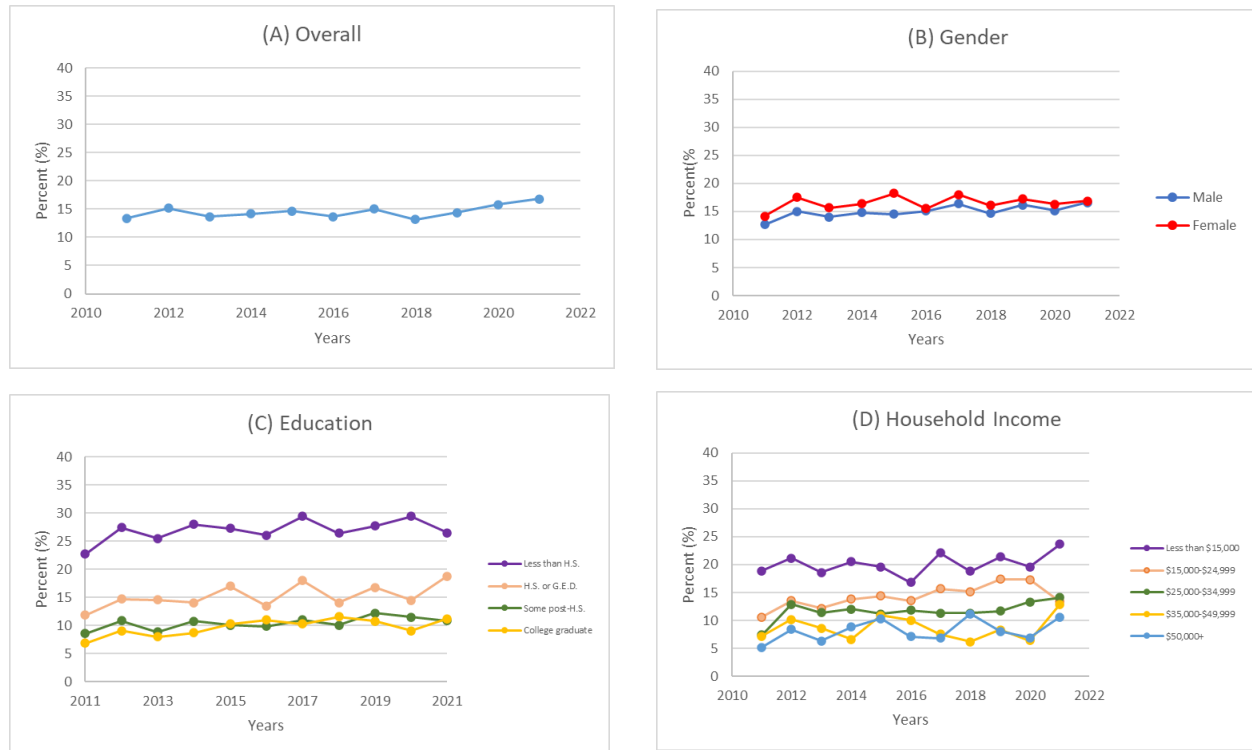 (A) Overall
40
35
30
25
20
15
10
5
0
Percent (%)
2010 2012 2014 2016 2018 2020 2022
Years
(B) Gender
40
35
30
25
20
15
10
5
0
Percent(%
2010 2012 2014 2016 2018 2020 2022
Years
Male
Female
(C) Education
40
35
30
25
20
15
10
5
0
Percent (%)
2011 2013 2015 2017 2019 2021
Years
Less than H.S.
H.S. or G.E.D.
Some post-H.S.
College graduate
(D) Household Income
40
35
30
25
20
15
10
5
0
Percent (%)
2010 2012 2014 2016 2018 2020 2022
Years
Less than $15,000
$15,000-$24,999
$25,000-$34,999
$35,000-$49,999
$50,000+